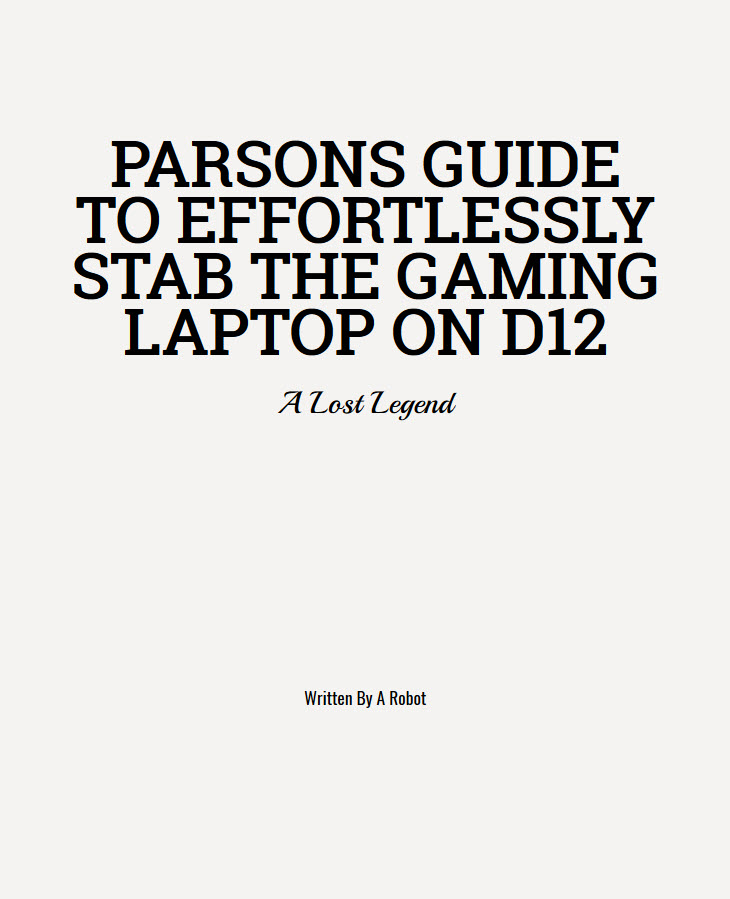 PARSONS GUIDE
TO EFFORTLESSLY
STAB THE GAMING
LAPTOP ON D12
A Lost Legend
Written By A Robot